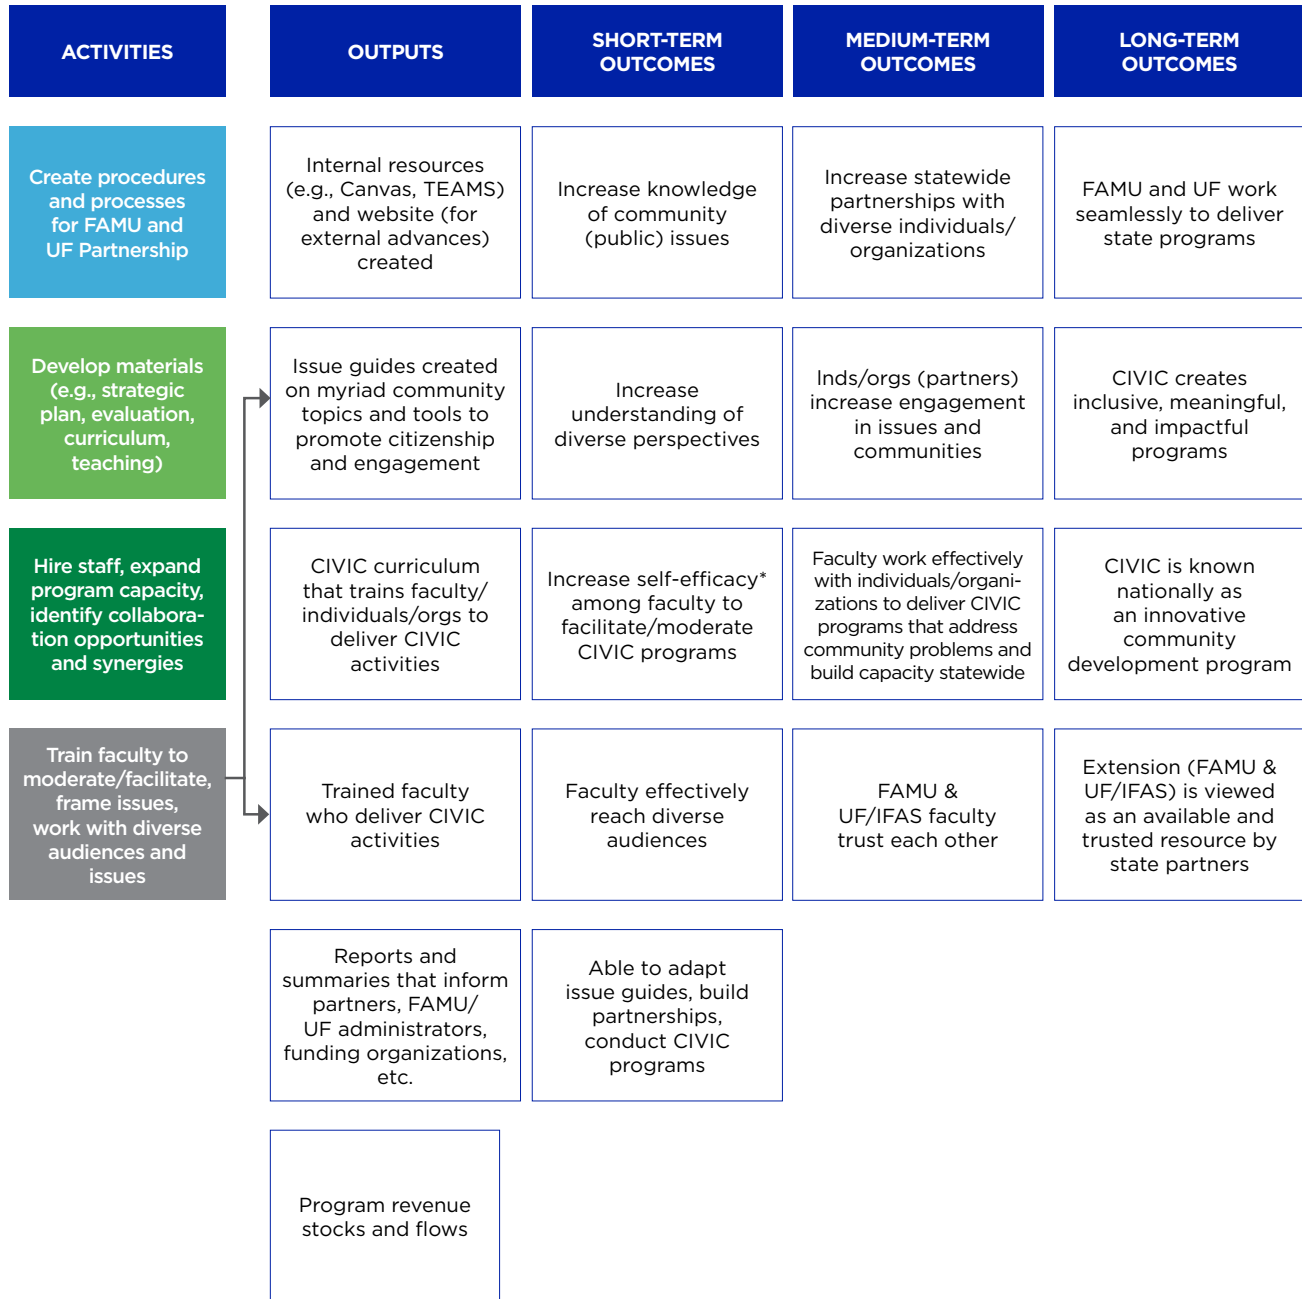 ACTIVITIES
OUTPUTS
SHORT-TERM
OUTCOMES
MEDIUM-TERM
OUTCOMES
LONG-TERM
OUTCOMES
Create procedures
and processes
for FAMU and
UF Partnership
Internal resources
(e.g., Canvas, TEAMS)
and website (for
external advances)
created
Increase knowledge
of community
(public) issues
Increase statewide
partnerships with
diverse individuals/
organizations
FAMU and UF work
seamlessly to deliver
state programs
Develop materials
(e.g., strategic
plan, evaluation,
curriculum,
teaching)
Issue guides created
on myriad community
topics and tools to
promote citizenship
and engagement
Increase
understanding of
diverse perspectives
Inds/orgs (partners)
increase engagement
in issues and
communities
CIVIC creates
inclusive, meaningful,
and impactful
programs
Hire staff, expand
program capacity,
identify collabora-
tion opportunities
and synergies
CIVIC curriculum
that trains faculty/
individuals/orgs to
deliver CIVIC
activities
Increase self-efficacy*
among faculty to
facilitate/moderate
CIVIC programs
Faculty work effectively
with individuals/organi-
zations to deliver CIVIC
programs that address
community problems and
build capacity statewide
CIVIC is known
nationally as
an innovative
community
development program
Train faculty to
moderate/facilitate,
frame issues,
work with diverse
audiences and
issues
Trained faculty
who deliver CIVIC
activities
Faculty effectively
reach diverse
audiences
FAMU &
UF/IFAS faculty
trust each other
Extension (FAMU &
UF/IFAS) is viewed
as an available and
trusted resource by
state partners
Reports and
summaries that inform
partners, FAMU/
UF administrators,
funding organizations,
etc.
Able to adapt
issue guides, build
partnerships,
conduct CIVIC
programs
Program revenue
stocks and flows